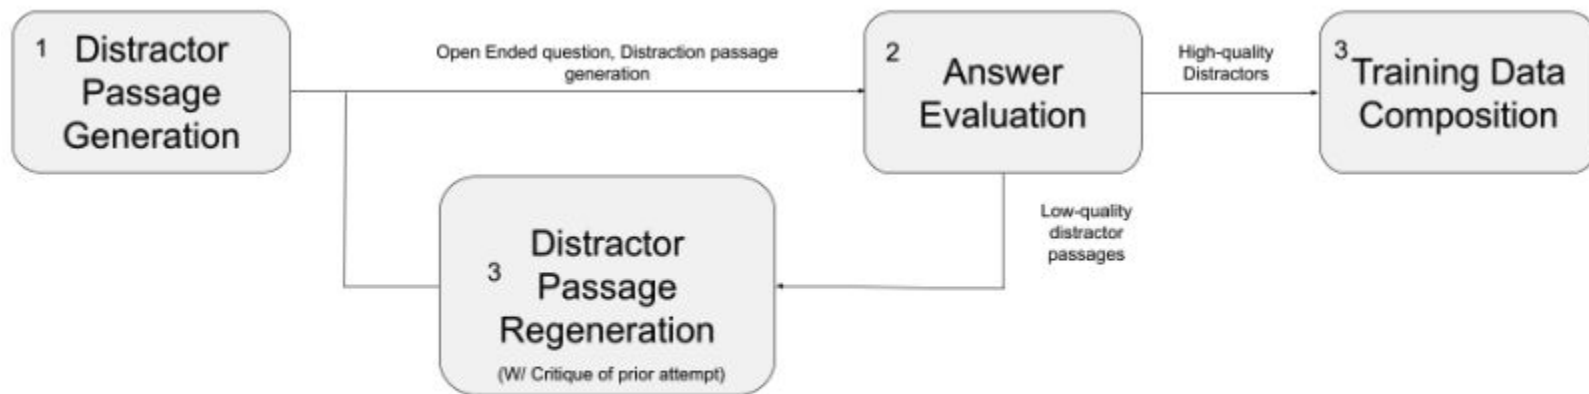 1 Distractor
Passage
Generation
Open Ended question, Distraction passage
generation
2
Answer
Evaluation
High-quality
Distractors
3 Training Data
Composition
Low-quality
distractor
passages
Distractor
3 Passage
Regeneration
(W/ Critique of prior attempt)